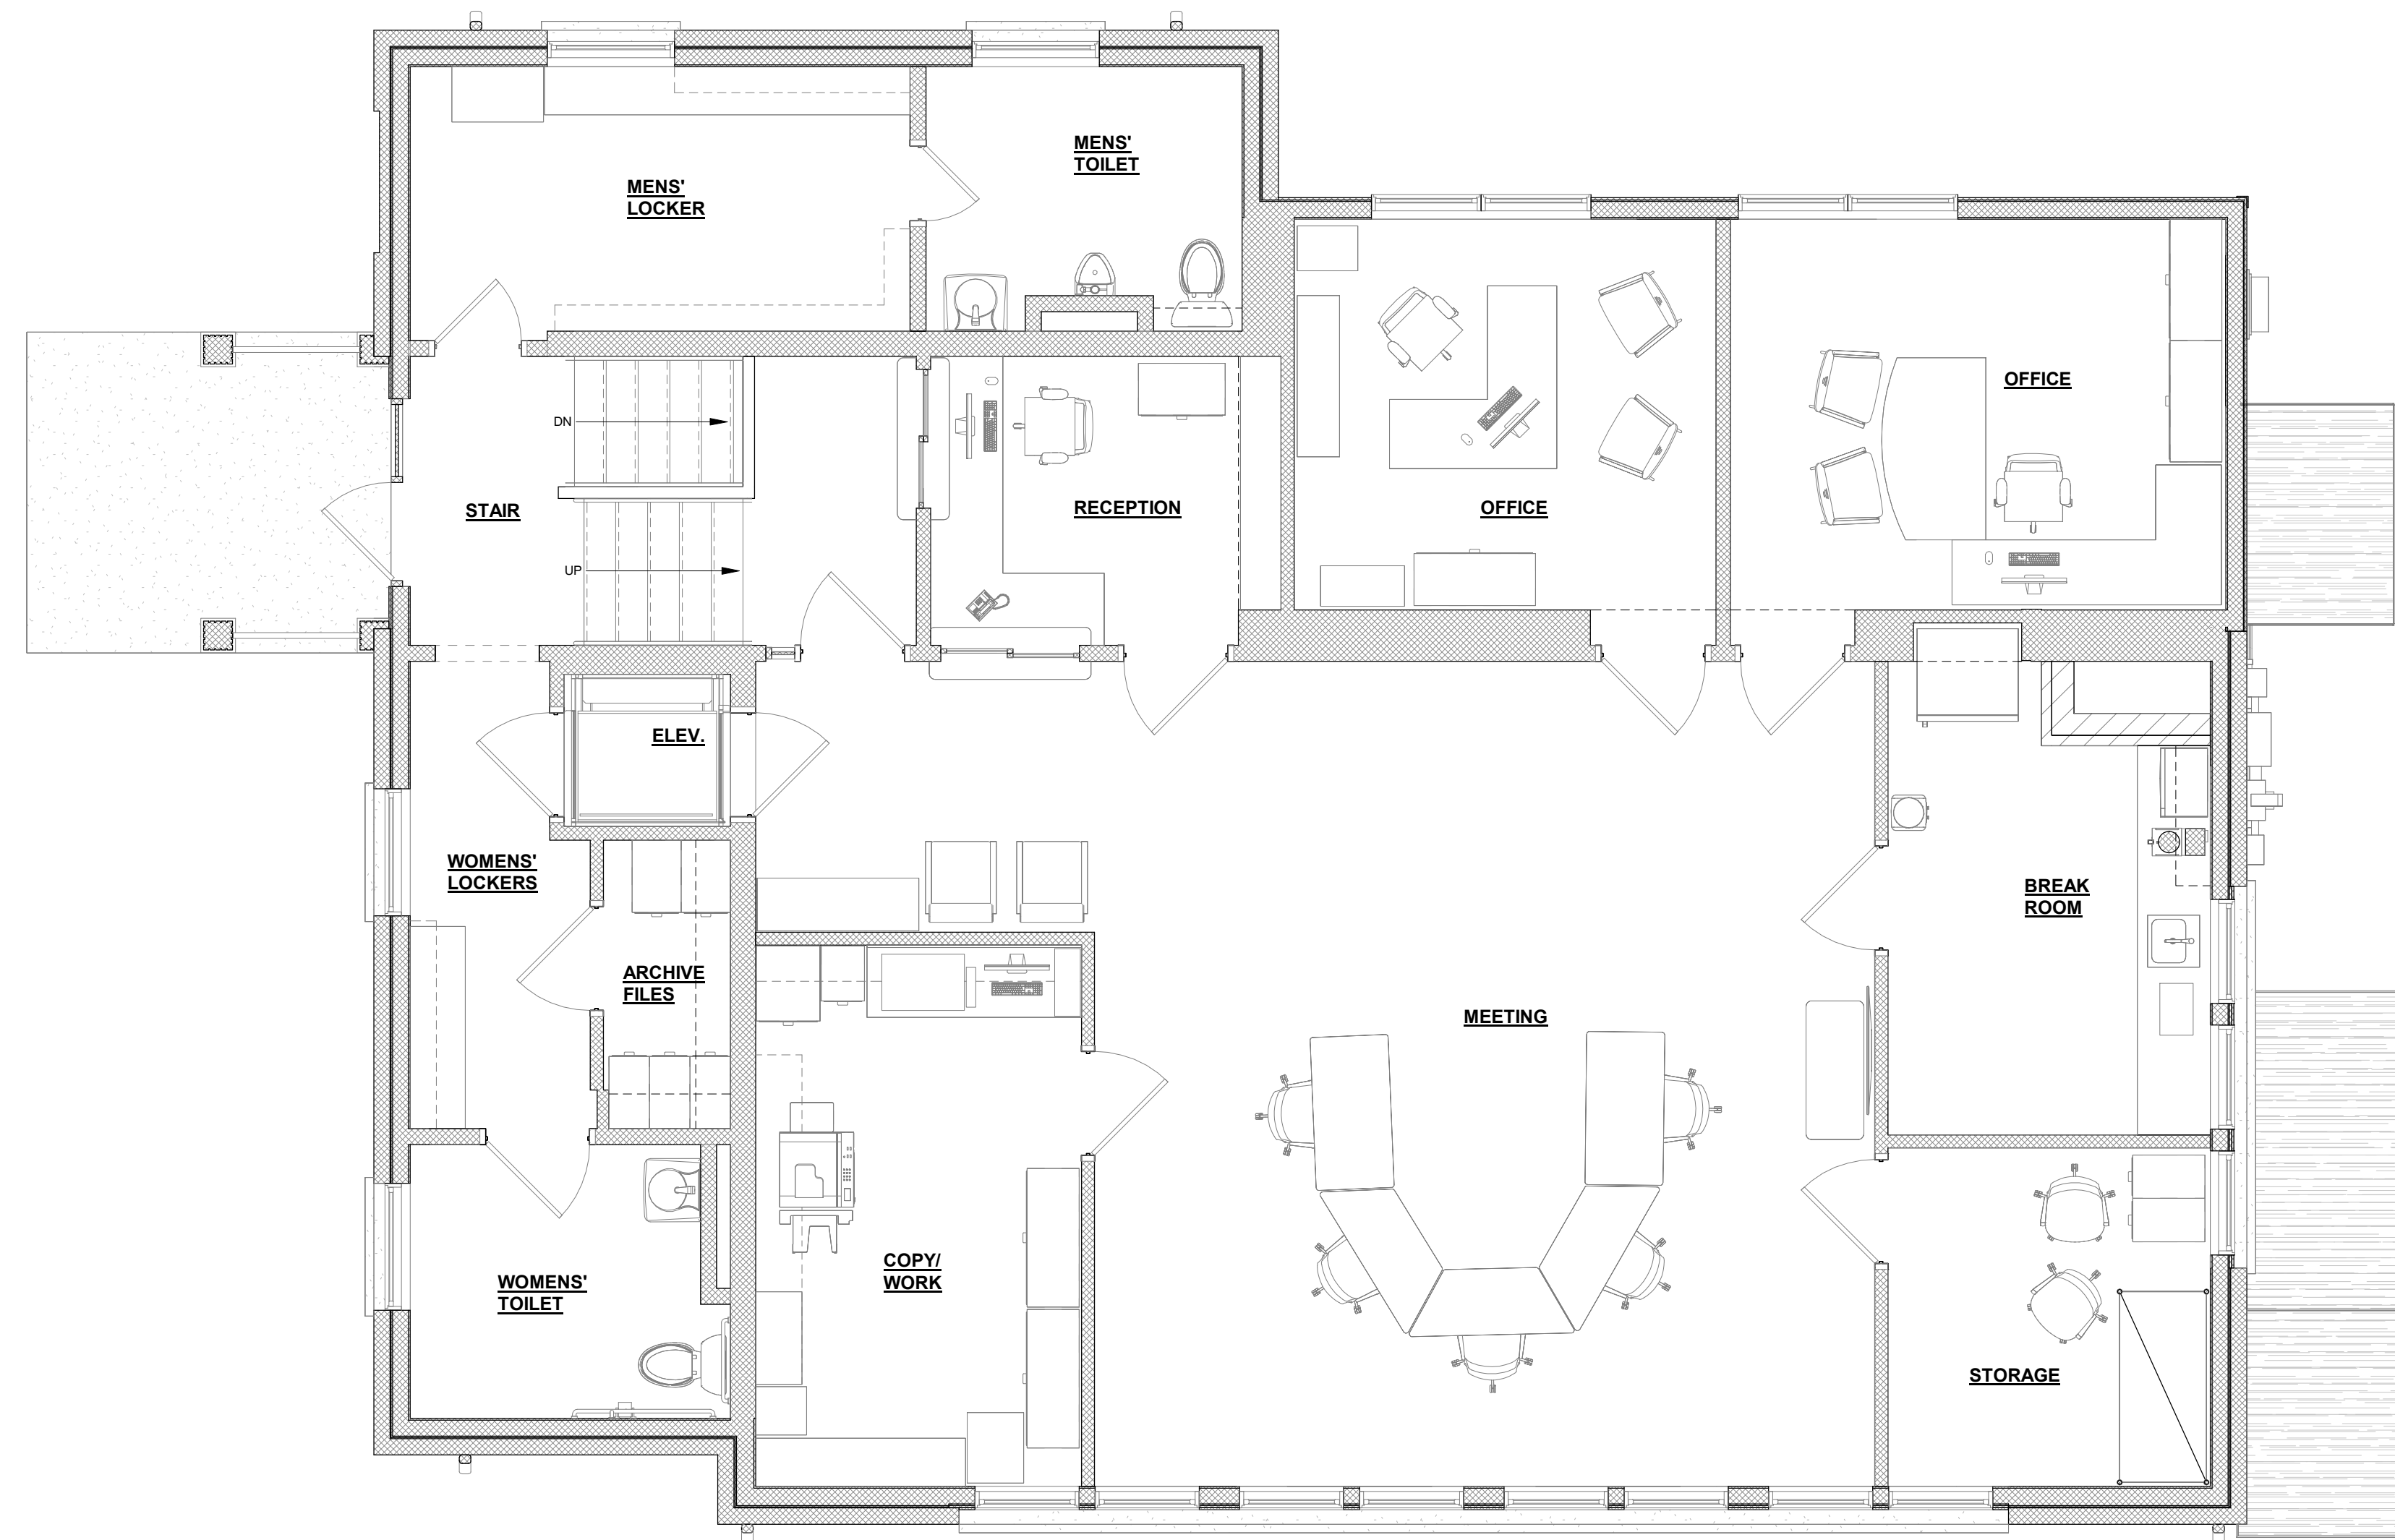 MENS'
TOILET
MENS'
LOCKER
OFFICE
DN
STAIR
RECEPTION
OFFICE
UP
ELEV.
WOMENS'
LOCKERS
BREAK
ROOM
ARCHIVE
FILES
MEETING
COPY/
WORK
WOMENS'
TOILET
STORAGE